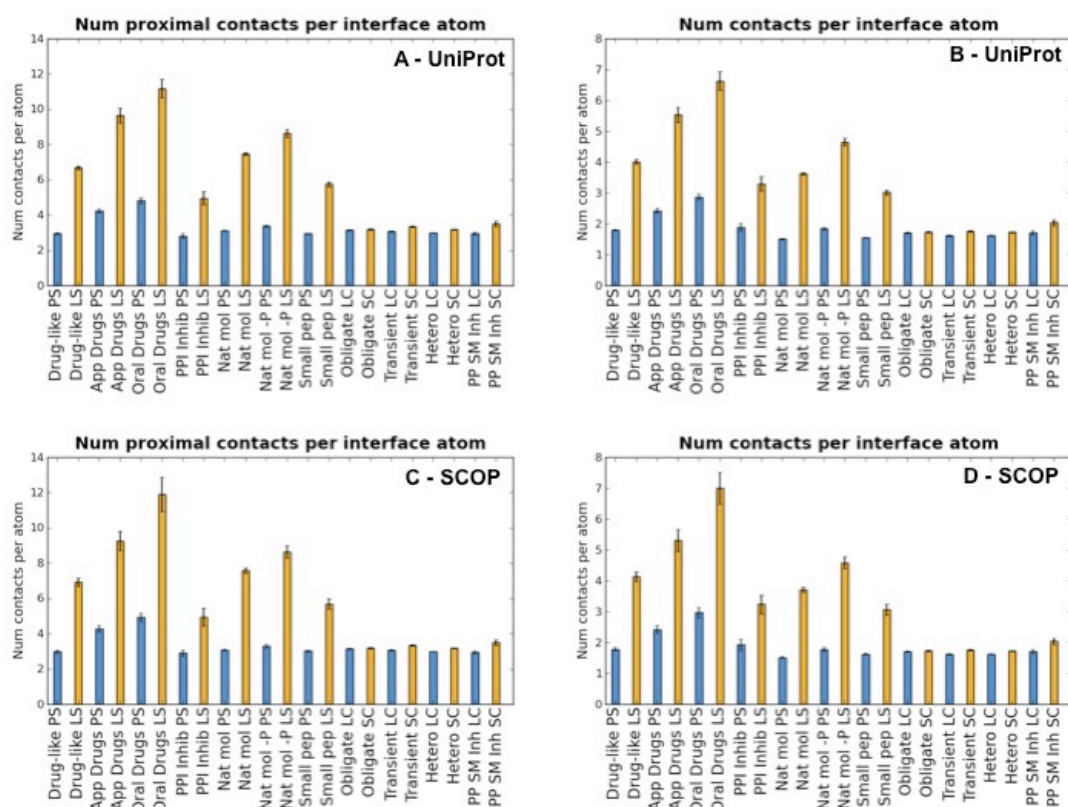 Num proximal contacts per interface atom
A - UniProt
Num contacts per atom
14
12
10
8
6
4
2
0
Drug-like PS
Drug-like LS
App Drugs PS
App Drugs LS
Oral Drugs PS
Oral Drugs LS
PPI Inhib PS
PPI Inhib LS
Nat mol PS
Nat mol LS
Nat mol -P PS
Nat mol -P LS
Small pep PS
Small pep LS
Obligate LC
Obligate SC
Transient LC
Transient SC
Hetero LC
Hetero SC
PP SM Inh LC
PP SM Inh SC
Num contacts per interface atom
B - UniProt
Num contacts per atom
8
7
6
5
4
3
2
1
0
Drug-like PS
Drug-like LS
App Drugs PS
App Drugs LS
Oral Drugs PS
Oral Drugs LS
PPI Inhib PS
PPI Inhib LS
Nat mol PS
Nat mol LS
Nat mol -P PS
Nat mol -P LS
Small pep PS
Small pep LS
Obligate LC
Obligate SC
Transient LC
Transient SC
Hetero LC
Hetero SC
PP SM Inh LC
PP SM Inh SC
Num proximal contacts per interface atom
C - SCOP
Num contacts per atom
14
12
10
8
6
4
2
0
Drug-like PS
Drug-like LS
App Drugs PS
App Drugs LS
Oral Drugs PS
Oral Drugs LS
PPI Inhib PS
PPI Inhib LS
Nat mol PS
Nat mol LS
Nat mol -P PS
Nat mol -P LS
Small pep PS
Small pep LS
Obligate LC
Obligate SC
Transient LC
Transient SC
Hetero LC
Hetero SC
PP SM Inh LC
PP SM Inh SC
Num contacts per interface atom
D - SCOP
Num contacts per atom
8
7
6
5
4
3
2
1
0
Drug-like PS
Drug-like LS
App Drugs PS
App Drugs LS
Oral Drugs PS
Oral Drugs LS
PPI Inhib PS
PPI Inhib LS
Nat mol PS
Nat mol LS
Nat mol -P PS
Nat mol -P LS
Small pep PS
Small pep LS
Obligate LC
Obligate SC
Transient LC
Transient SC
Hetero LC
Hetero SC
PP SM Inh LC
PP SM Inh SC